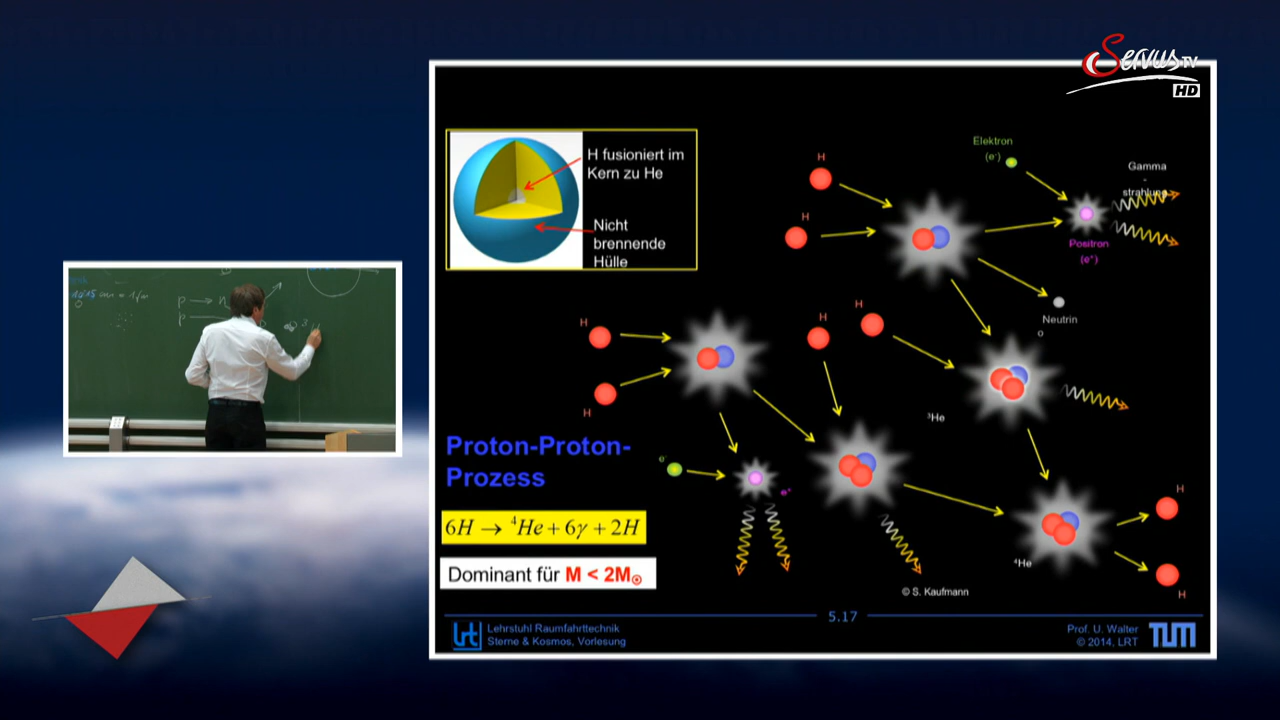 Servus TV
HD
H fusioniert im
Kern zu He
Nicht
brennende
Hülle
H
H
Elektron
(e-)
Gamma
-
strahlung
Positron
(e+)
Neutrin
o
H
H
H
H
³He
Proton-Proton-
Prozess
e-
e+
6H → ⁴He + 6γ + 2H
Dominant für M < 2M☉
⁴He
H
H
© S. Kaufmann
5.17
lrt
Lehrstuhl Raumfahrttechnik
Sterne & Kosmos, Vorlesung
Prof. U. Walter
© 2014, LRT
TUM
p → n
p